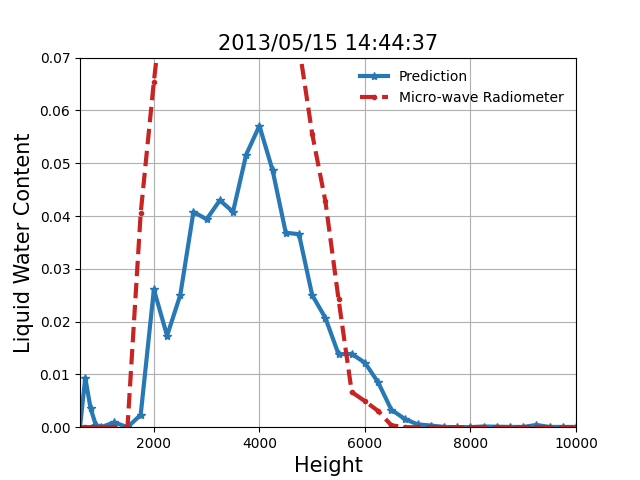 2013/05/15 14:44:37
Prediction
Micro-wave Radiometer
Liquid Water Content
0.07
0.06
0.05
0.04
0.03
0.02
0.01
0.00
2000 4000 6000 8000 10000
Height